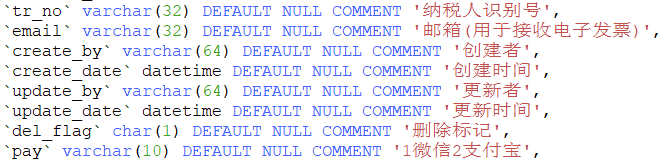 `tr_no` varchar(32) DEFAULT NULL COMMENT '纳税人识别号',
`email` varchar(32) DEFAULT NULL COMMENT '邮箱(用于接收电子发票)',
`create_by` varchar(64) DEFAULT NULL COMMENT '创建者',
`create_date` datetime DEFAULT NULL COMMENT '创建时间',
`update_by` varchar(64) DEFAULT NULL COMMENT '更新者',
`update_date` datetime DEFAULT NULL COMMENT '更新时间',
`del_flag` char(1) DEFAULT NULL COMMENT '删除标记',
`pay` varchar(10) DEFAULT NULL COMMENT '1微信2支付宝',